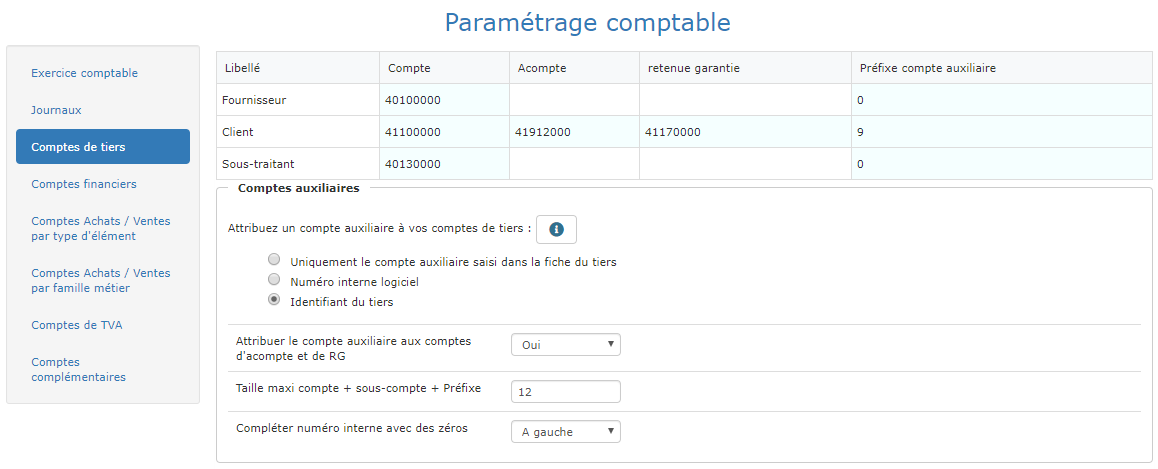 Paramétrage comptable
Exercice comptable
Journaux
Comptes de tiers
Comptes financiers
Comptes Achats / Ventes
par type d'élément
Comptes Achats / Ventes
par famille métier
Comptes de TVA
Comptes
complémentaires
Libellé Compte Acompte retenue garantie Préfixe compte auxiliaire
Fournisseur 40100000 0
Client 41100000 41912000 41170000 9
Sous-traitant 40130000 0
Comptes auxiliaires
Attribuez un compte auxiliaire à vos comptes de tiers :
Uniquement le compte auxiliaire saisi dans la fiche du tiers
Numéro interne logiciel
Identifiant du tiers
Attribuer le compte auxiliaire aux comptes
d'acompte et de RG
Oui
Taille maxi compte + sous-compte + Préfixe
12
Compléter numéro interne avec des zéros
A gauche